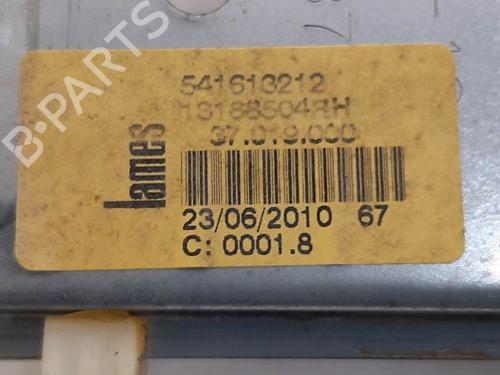 B-PARTS
541613212
13188504RH
37.019.000
lames
23/06/2010 67
C: 0001.8